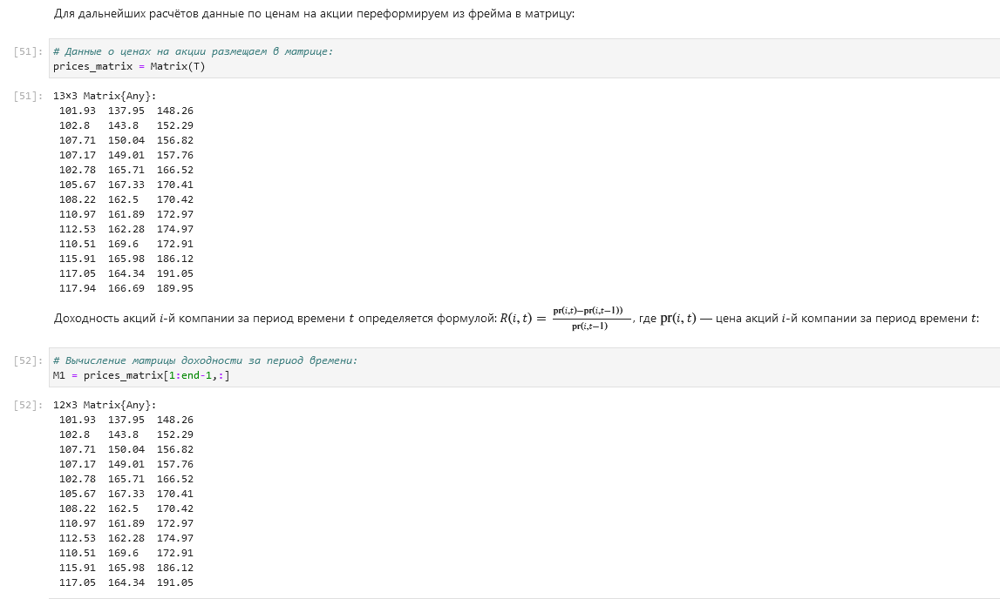 Для дальнейших расчётов данные по ценам на акции переформируем из фрейма в матрицу:
[51]: # Данные о ценах на акции размещаем в матрице:
prices_matrix = Matrix(T)
[51]: 13×3 Matrix{Any}:
101.93 137.95 148.26
102.8 143.8 152.29
107.71 150.04 156.82
107.17 149.01 157.76
102.78 165.71 166.52
105.67 167.33 170.41
108.22 162.5 170.42
110.97 161.89 172.97
112.53 162.28 174.97
110.51 169.6 172.91
115.91 165.98 186.12
117.05 164.34 191.05
117.94 166.69 189.95
Доходность акций i-й компании за период времени t определяется формулой: R(i, t) = pr(i,t)−pr(i,t−1)) / pr(i,t−1), где pr(i, t) — цена акций i-й компании за период времени t:
[52]: # Вычисление матрицы доходности за период времени:
M1 = prices_matrix[1:end-1,:]
[52]: 12×3 Matrix{Any}:
101.93 137.95 148.26
102.8 143.8 152.29
107.71 150.04 156.82
107.17 149.01 157.76
102.78 165.71 166.52
105.67 167.33 170.41
108.22 162.5 170.42
110.97 161.89 172.97
112.53 162.28 174.97
110.51 169.6 172.91
115.91 165.98 186.12
117.05 164.34 191.05